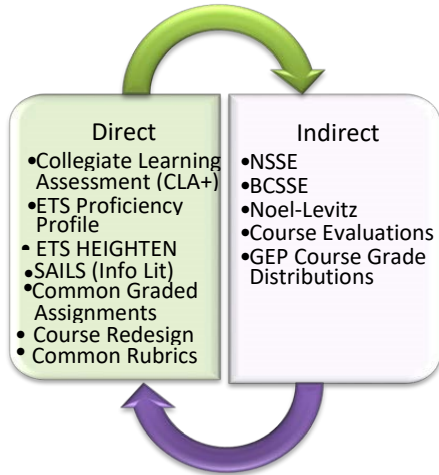 Direct
•Collegiate Learning
Assessment (CLA+)
•ETS Proficiency
Profile
• ETS HEIGHTEN
•SAILS (Info Lit)
•Common Graded
Assignments
• Course Redesign
• Common Rubrics
Indirect
•NSSE
•BCSSE
•Noel-Levitz
•Course Evaluations
•GEP Course Grade
Distributions